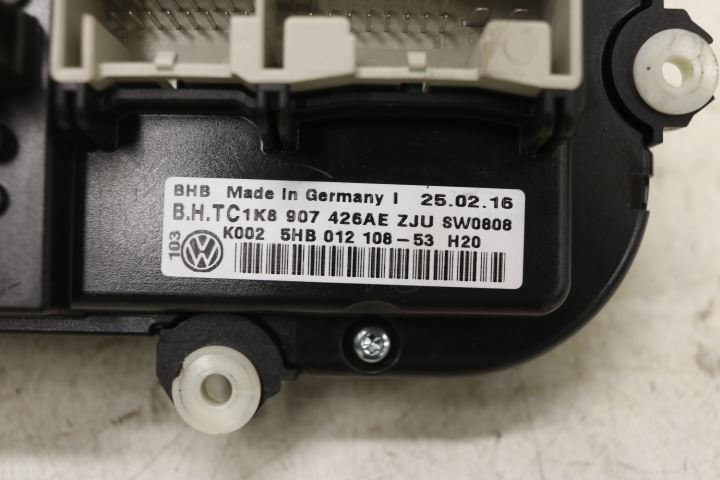 BHB Made in Germany I 25.02.16
B.H.TC1K8 907 426AE ZJU SW0808
K002 5HB 012 108-53 H20
103